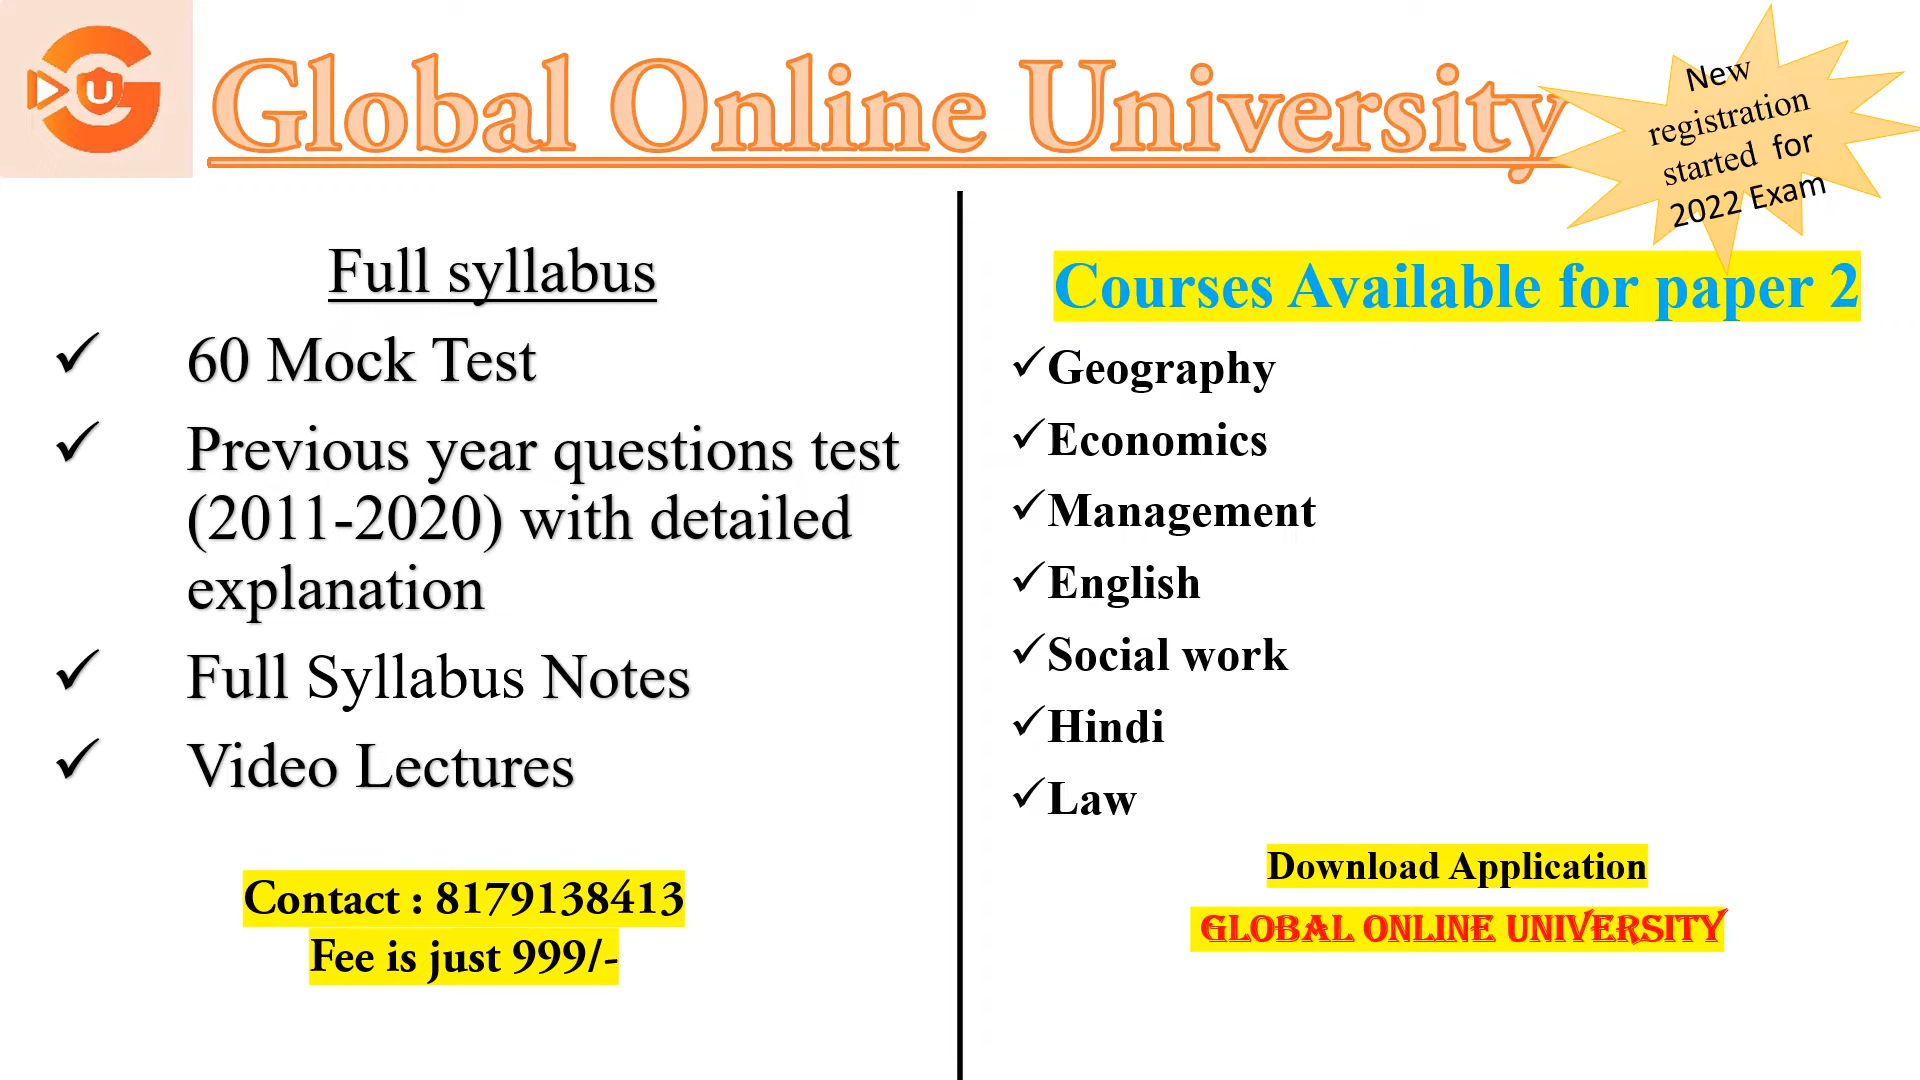 Global Online University
New
registration
started for
2022 Exam
Full syllabus
✓ 60 Mock Test
✓ Previous year questions test
(2011-2020) with detailed
explanation
✓ Full Syllabus Notes
✓ Video Lectures
Contact : 8179138413
Fee is just 999/-
Courses Available for paper 2
✓Geography
✓Economics
✓Management
✓English
✓Social work
✓Hindi
✓Law
Download Application
GLOBAL ONLINE UNIVERSITY